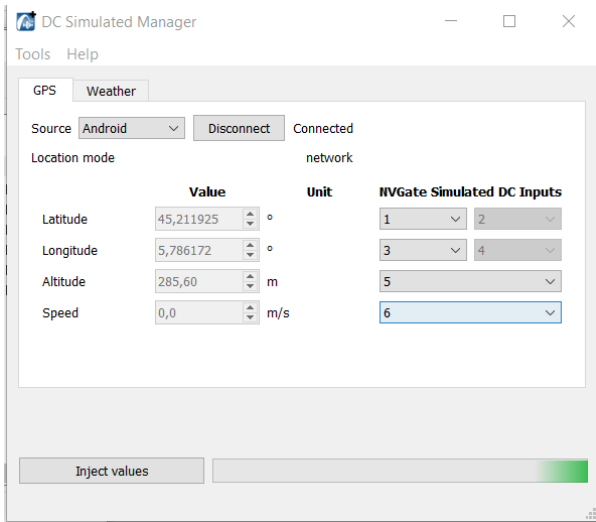 DC Simulated Manager
Tools Help
GPS Weather
Source Android Disconnect Connected
Location mode network
Value Unit NVGate Simulated DC Inputs
Latitude 45,211925 ° 1 2
Longitude 5,786172 ° 3 4
Altitude 285,60 m 5
Speed 0,0 m/s 6
Inject values